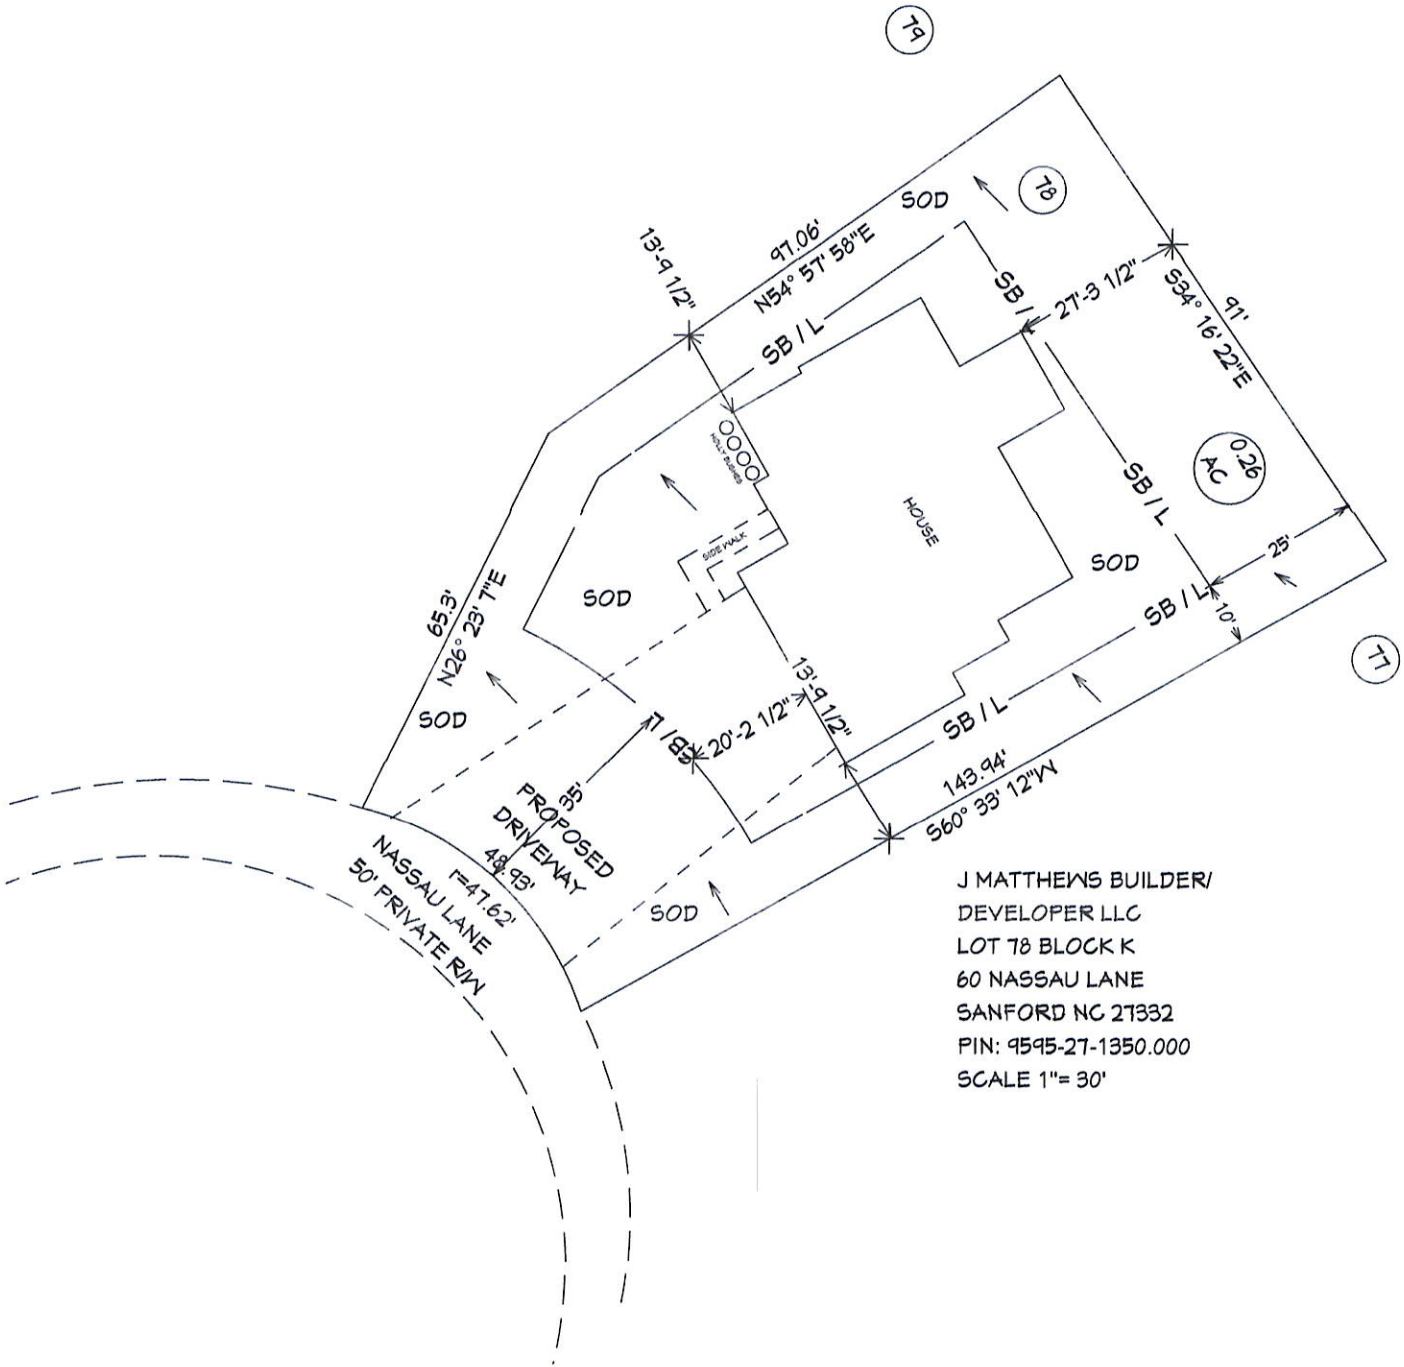 79
78
SOD
97.06'
N54° 57' 58"E
13'-9 1/2"
SB / L
SB /
27'-3 1/2"
91'
S34° 16' 22"E
0.26
AC
HOLLY BUSHES
HOUSE
SB / L
SIDE WALK
SOD
SOD
25'
10'
SB / L
65.3'
N26° 23' 7"E
77
SOD
13'-9 1/2"
20'-2 1/2"
SB / L
SB / L
143.94'
S60° 33' 12"W
35'
PROPOSED
DRIVEWAY
48.93'
r=47.62'
NASSAU LANE
50' PRIVATE R/W
SOD
J MATTHEWS BUILDER/
DEVELOPER LLC
LOT 78 BLOCK K
60 NASSAU LANE
SANFORD NC 27332
PIN: 9595-27-1350.000
SCALE 1"= 30'